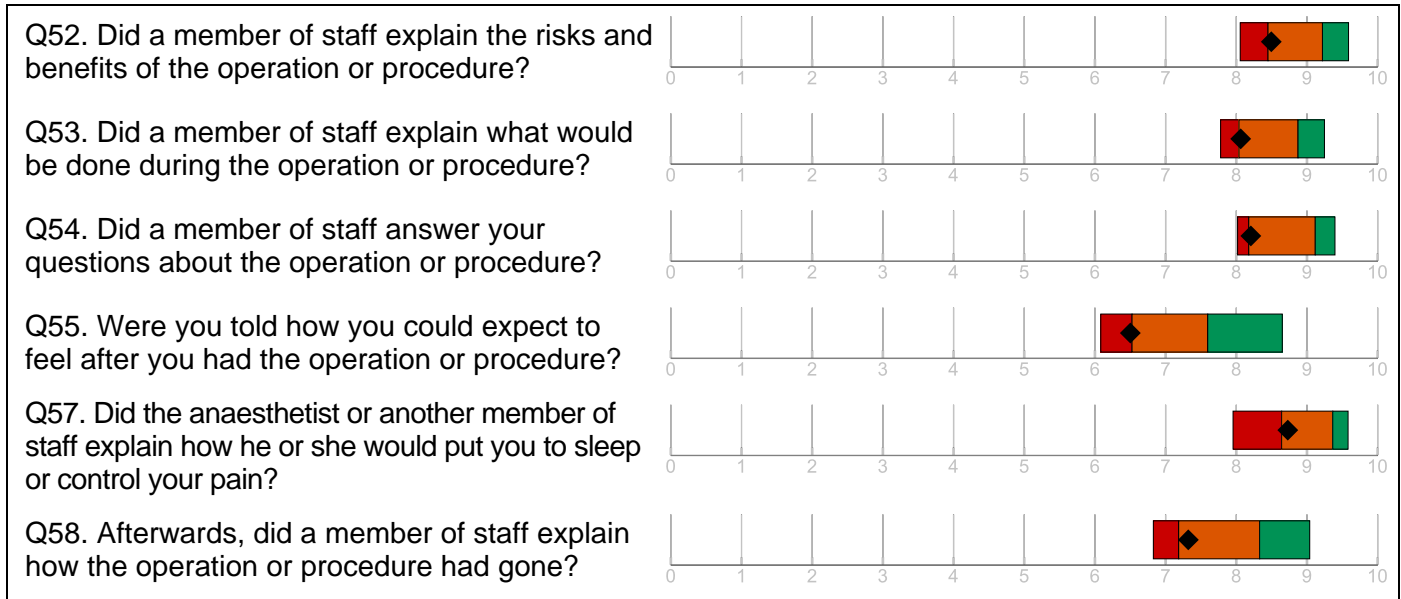 Q52. Did a member of staff explain the risks and
benefits of the operation or procedure?
0 1 2 3 4 5 6 7 8 9 10
Q53. Did a member of staff explain what would
be done during the operation or procedure?
0 1 2 3 4 5 6 7 8 9 10
Q54. Did a member of staff answer your
questions about the operation or procedure?
0 1 2 3 4 5 6 7 8 9 10
Q55. Were you told how you could expect to
feel after you had the operation or procedure?
0 1 2 3 4 5 6 7 8 9 10
Q57. Did the anaesthetist or another member of
staff explain how he or she would put you to sleep
or control your pain?
0 1 2 3 4 5 6 7 8 9 10
Q58. Afterwards, did a member of staff explain
how the operation or procedure had gone?
0 1 2 3 4 5 6 7 8 9 10